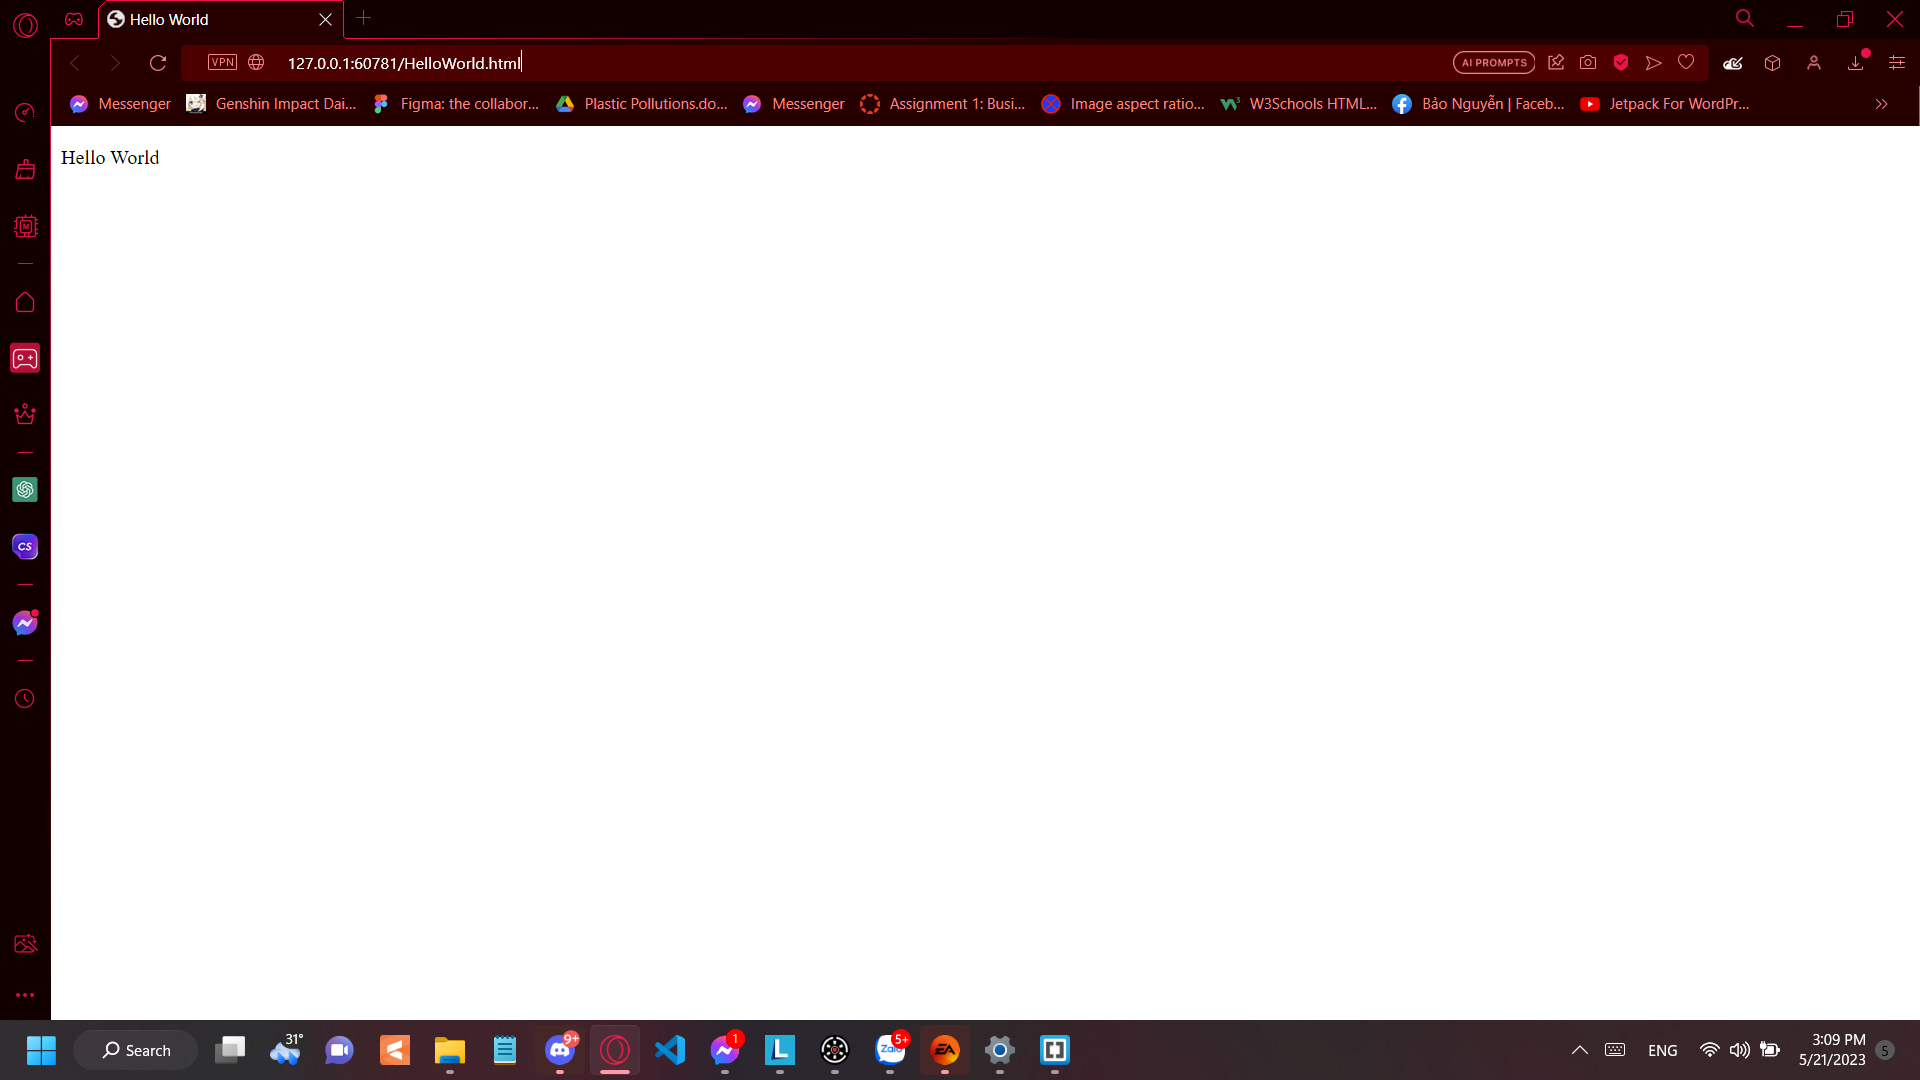 Hello World
VPN
127.0.0.1:60781/HelloWorld.html
AI PROMPTS
Messenger
Genshin Impact Dai...
Figma: the collabor...
Plastic Pollutions.do...
Messenger
Assignment 1: Busi...
Image aspect ratio...
W3Schools HTML...
Bảo Nguyễn | Faceb...
Jetpack For WordPr...
Hello World
M
CS
Search
31°
9+
1
L
Zalo
5+
EA
ENG
3:09 PM
5/21/2023
5